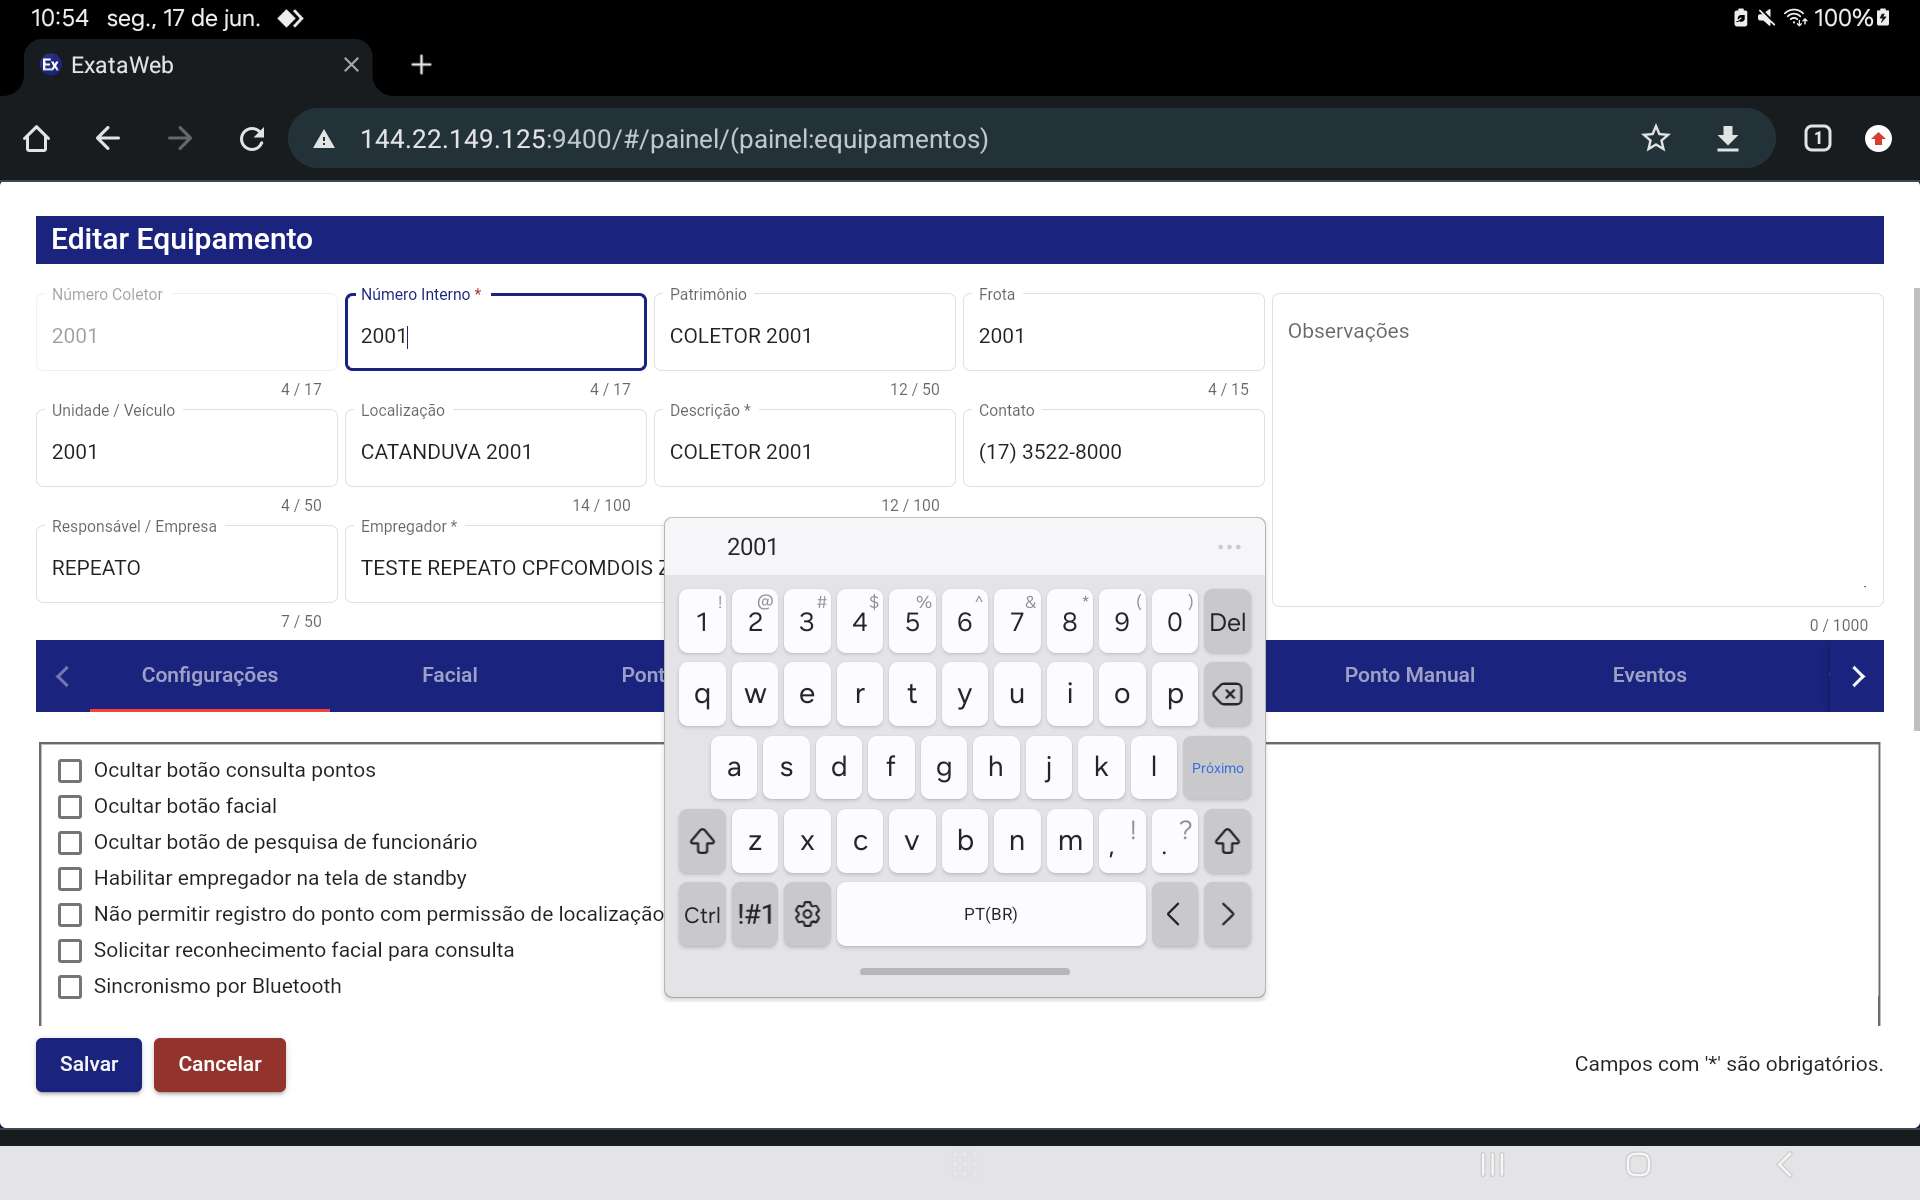 10:54 seg., 17 de jun. 100%
Ex ExataWeb
144.22.149.125:9400/#/painel/(painel:equipamentos) 1
Editar Equipamento
Número Coletor Número Interno * Patrimônio Frota
2001 2001 COLETOR 2001 2001 Observações
4 / 17 4 / 17 12 / 50 4 / 15
Unidade / Veículo Localização Descrição * Contato
2001 CATANDUVA 2001 COLETOR 2001 (17) 3522-8000
4 / 50 14 / 100 12 / 100
Responsável / Empresa Empregador *
REPEATO TESTE REPEATO CPFCOMDOIS
7 / 50 0 / 1000
Configurações Facial Pont Ponto Manual Eventos
Ocultar botão consulta pontos
Ocultar botão facial
Ocultar botão de pesquisa de funcionário
Habilitar empregador na tela de standby
Não permitir registro do ponto com permissão de localização
Solicitar reconhecimento facial para consulta
Sincronismo por Bluetooth
Salvar Cancelar Campos com '*' são obrigatórios.
2001 ...
! @ # $ % ^ & * ( )
1 2 3 4 5 6 7 8 9 0 Del
q w e r t y u i o p
a s d f g h j k l Próximo
z x c v b n m , ! . ?
Ctrl !#1 PT(BR) < >